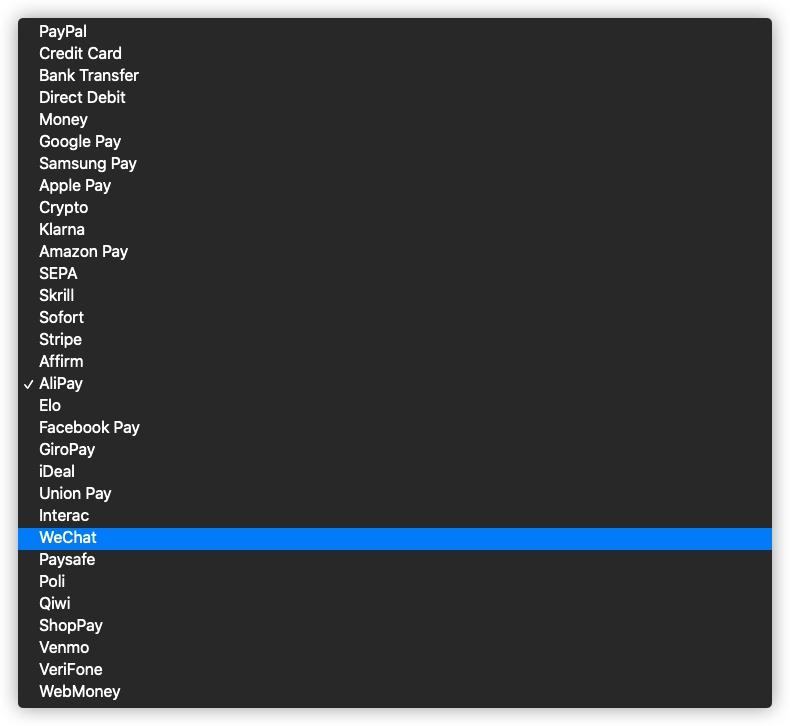 PayPal
Credit Card
Bank Transfer
Direct Debit
Money
Google Pay
Samsung Pay
Apple Pay
Crypto
Klarna
Amazon Pay
SEPA
Skrill
Sofort
Stripe
Affirm
✓ AliPay
Elo
Facebook Pay
GiroPay
iDeal
Union Pay
Interac
WeChat
Paysafe
Poli
Qiwi
ShopPay
Venmo
VeriFone
WebMoney